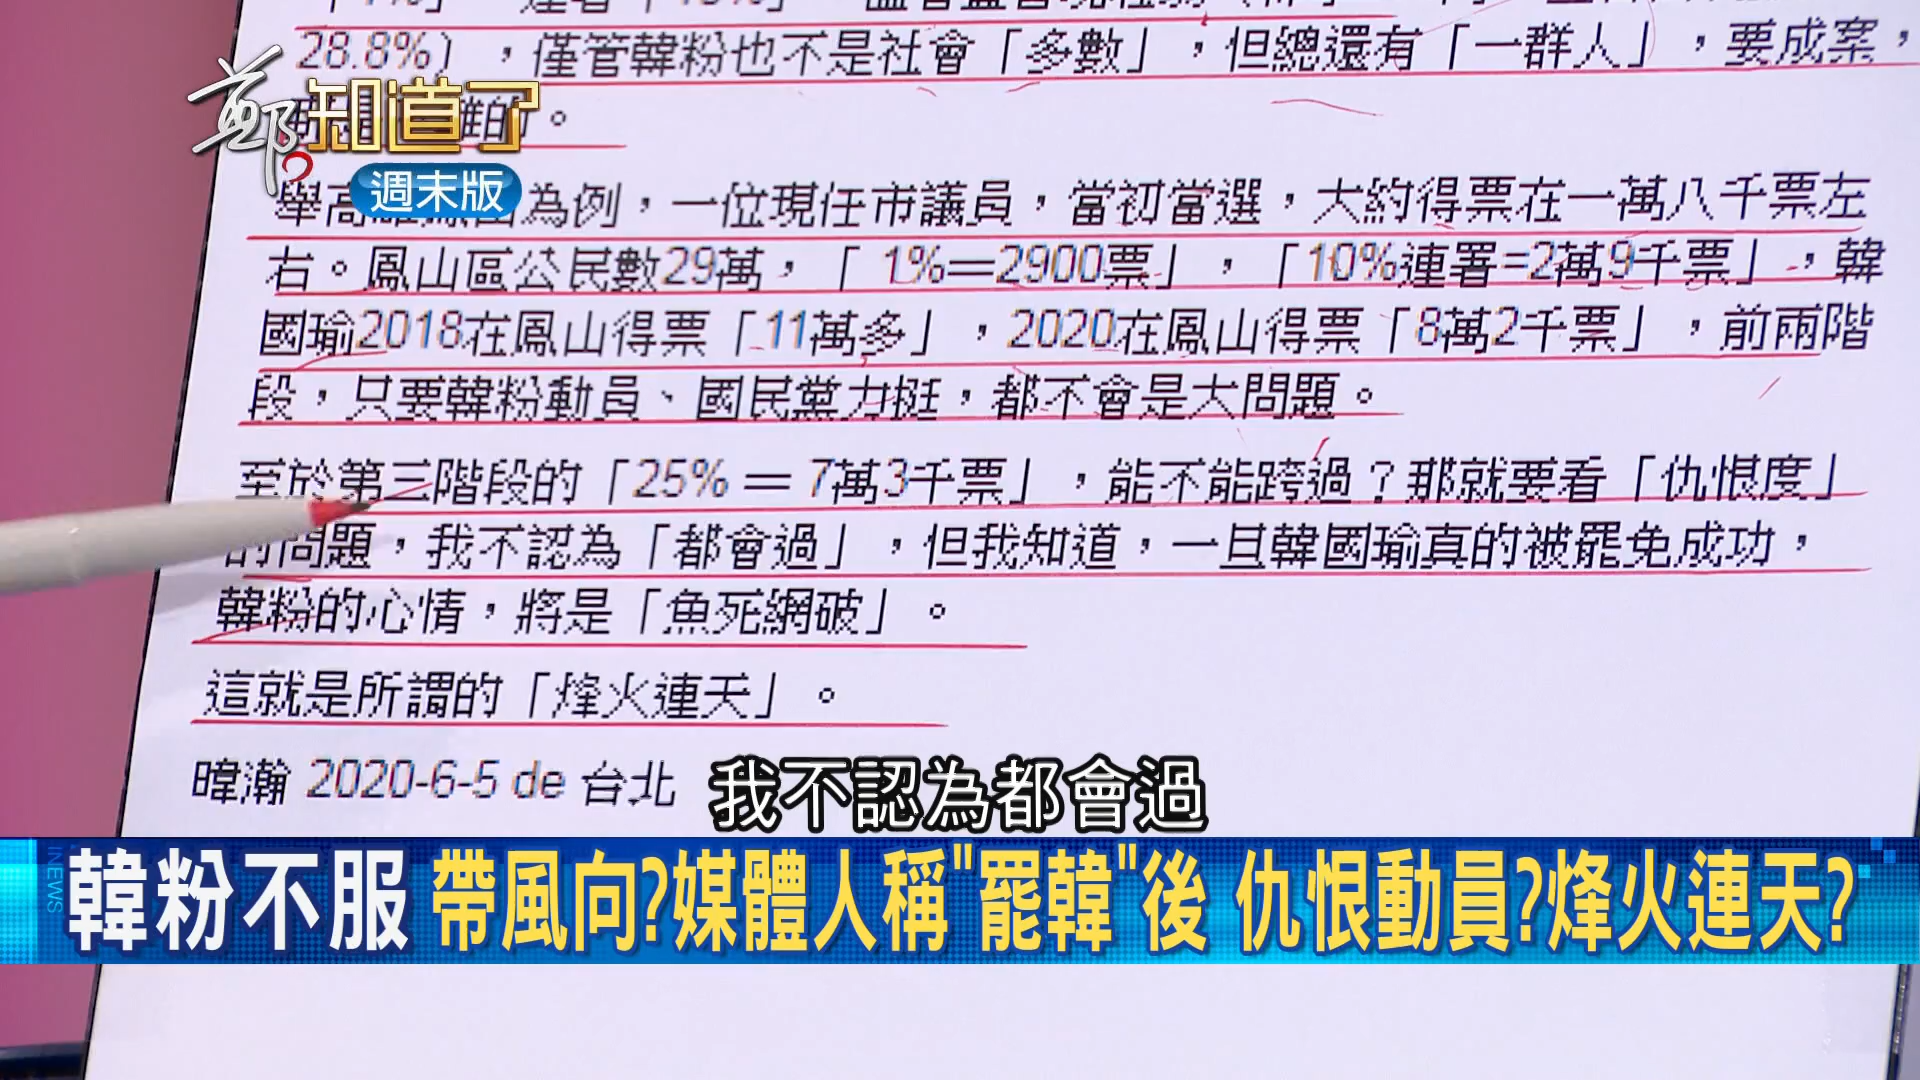 28.8%），僅管韓粉也不是社會「多數」，但總還有「一群人」，要成案，
鄭知道了
的。
週末版
舉高雄鳳山為例，一位現任市議員，當初當選，大約得票在一萬八千票左
右。鳳山區公民數29萬，「1%=2900票」，「10%連署=2萬9千票」，韓
國瑜2018在鳳山得票「11萬多」，2020在鳳山得票「8萬2千票」，前兩階
段，只要韓粉動員、國民黨力挺，都不會是大問題。
至於第三階段的「25% = 7萬3千票」，能不能跨過？那就要看「仇恨度」
的問題，我不認為「都會過」，但我知道，一旦韓國瑜真的被罷免成功，
韓粉的心情，將是「魚死網破」。
這就是所謂的「烽火連天」。
暐瀚 2020-6-5 de 台北
我不認為都會過
INEWS
韓粉不服 帶風向?媒體人稱"罷韓"後 仇恨動員?烽火連天?